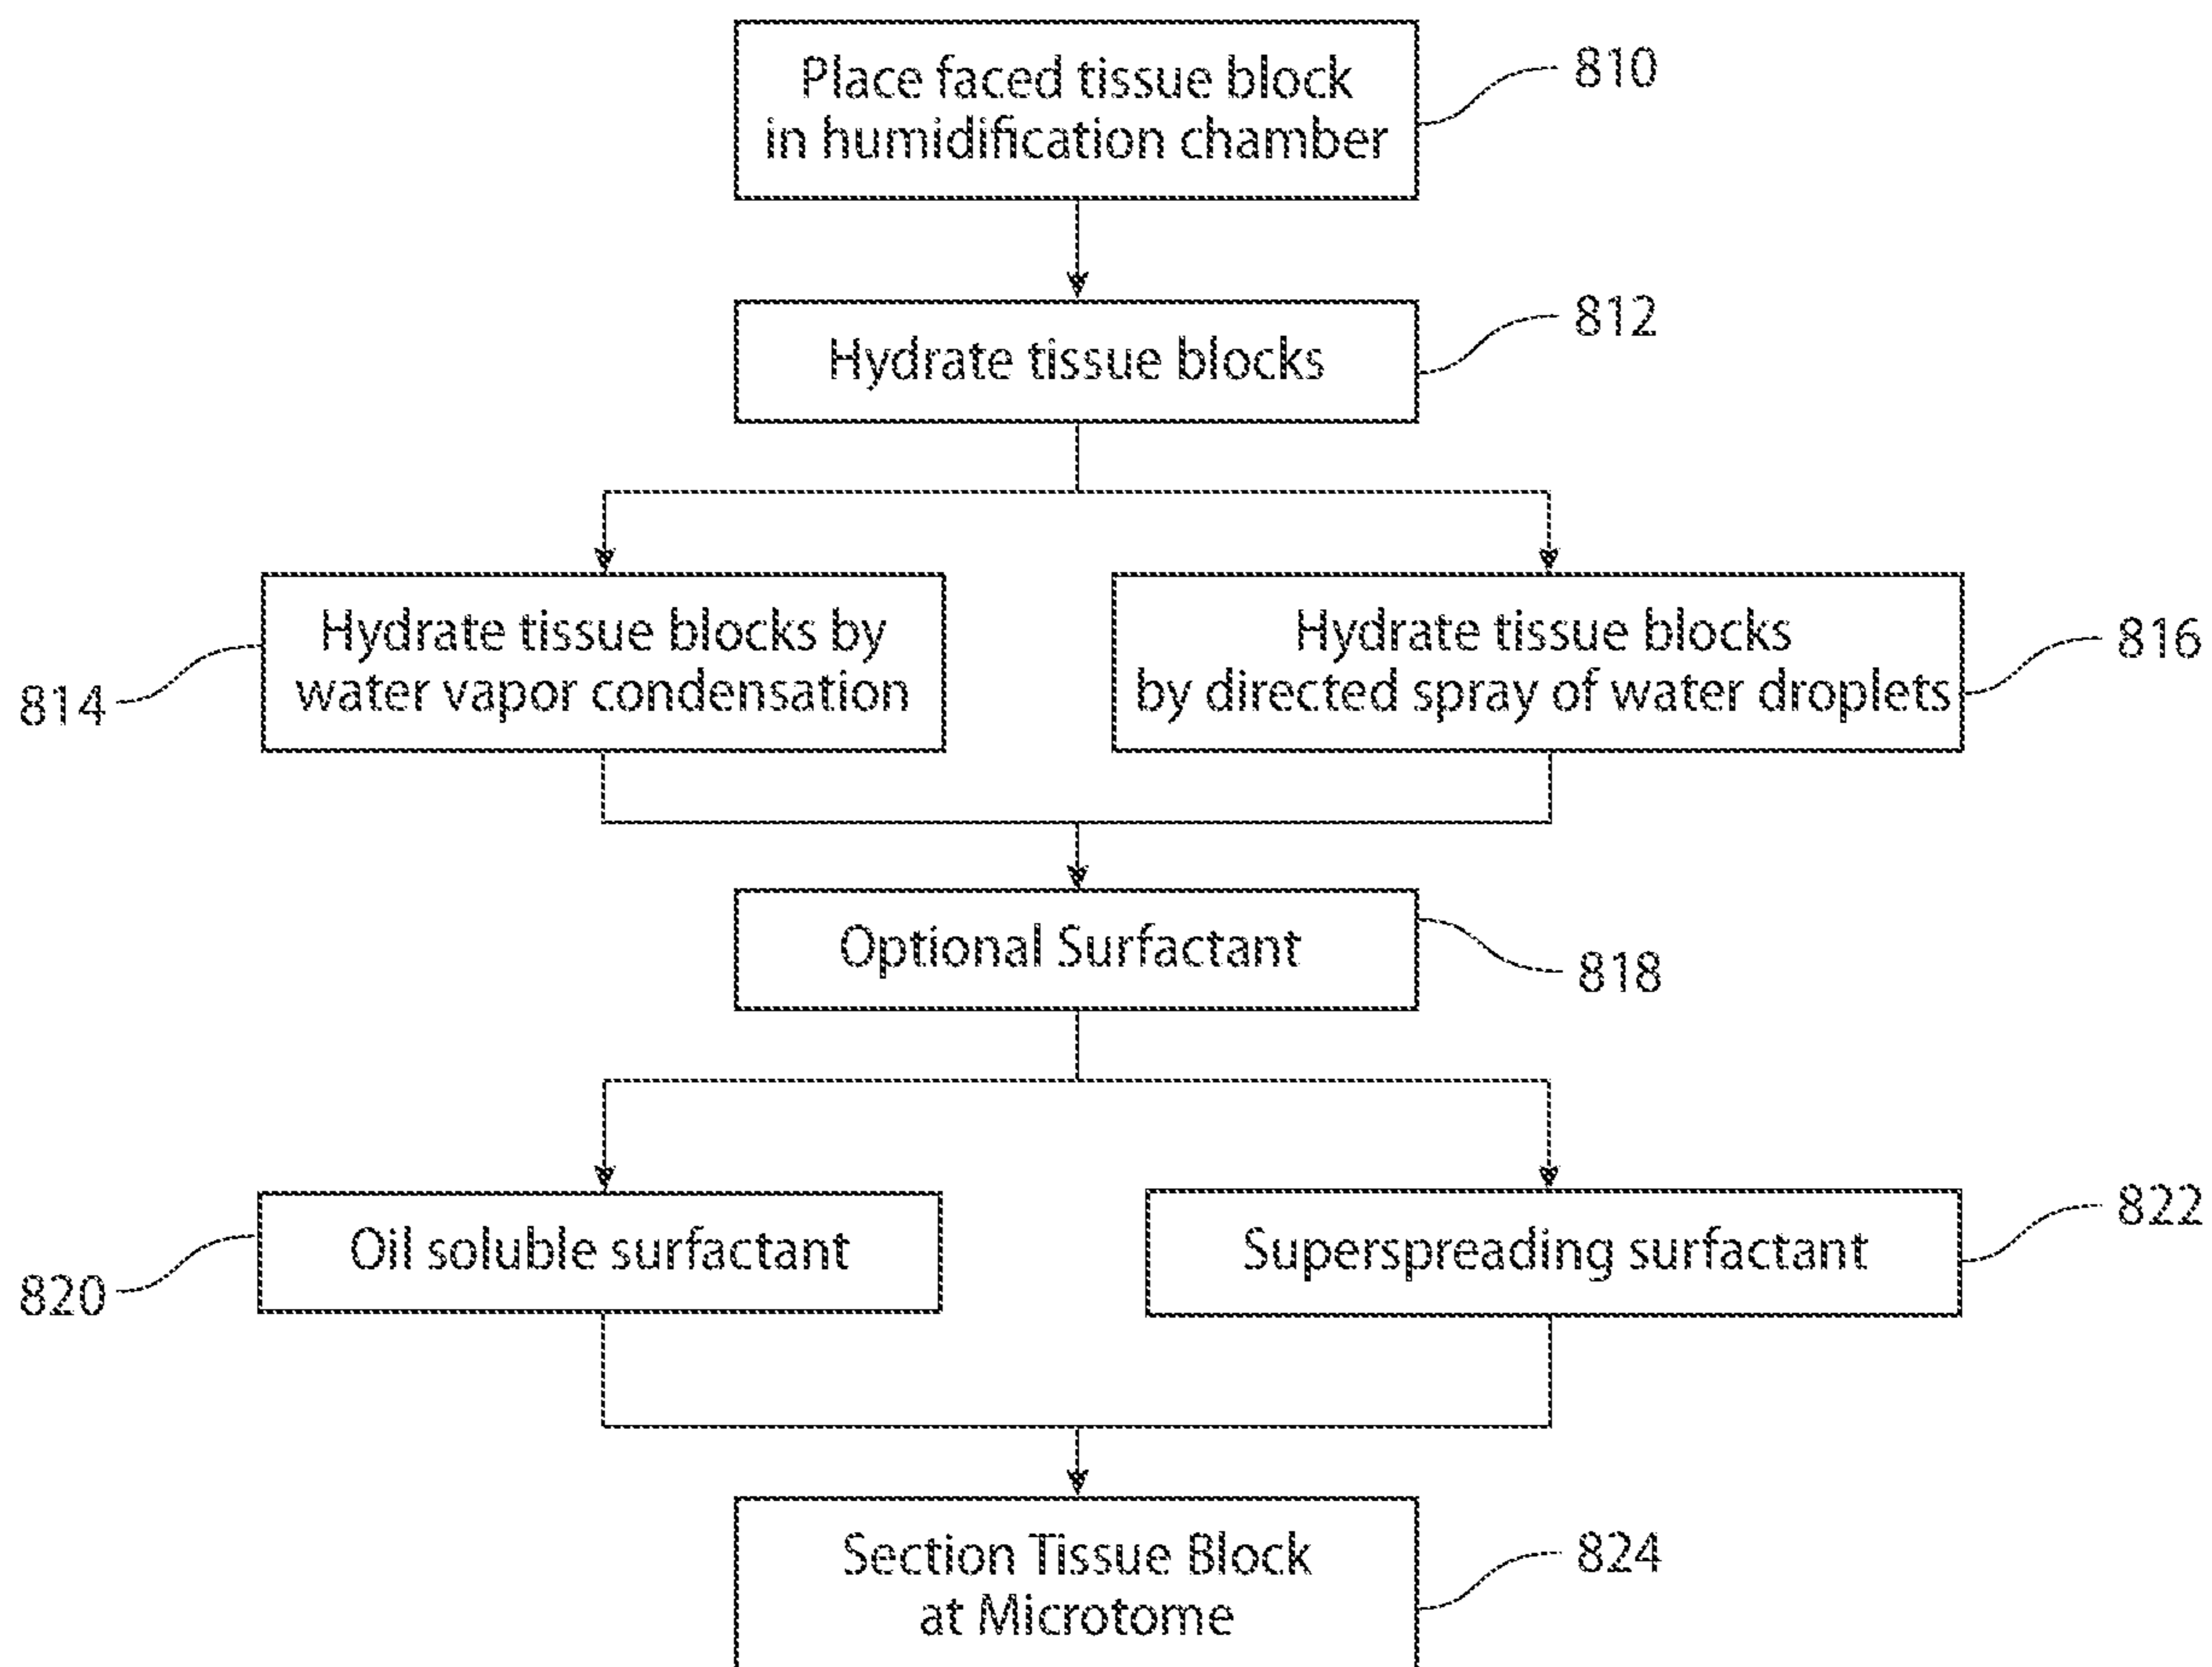 Place faced tissue block
in humidification chamber
810
Hydrate tissue blocks
812
Hydrate tissue blocks by
water vapor condensation
814
Hydrate tissue blocks
by directed spray of water droplets
816
Optional Surfactant
818
Oil soluble surfactant
820
Superspreading surfactant
822
Section Tissue Block
at Microtome
824